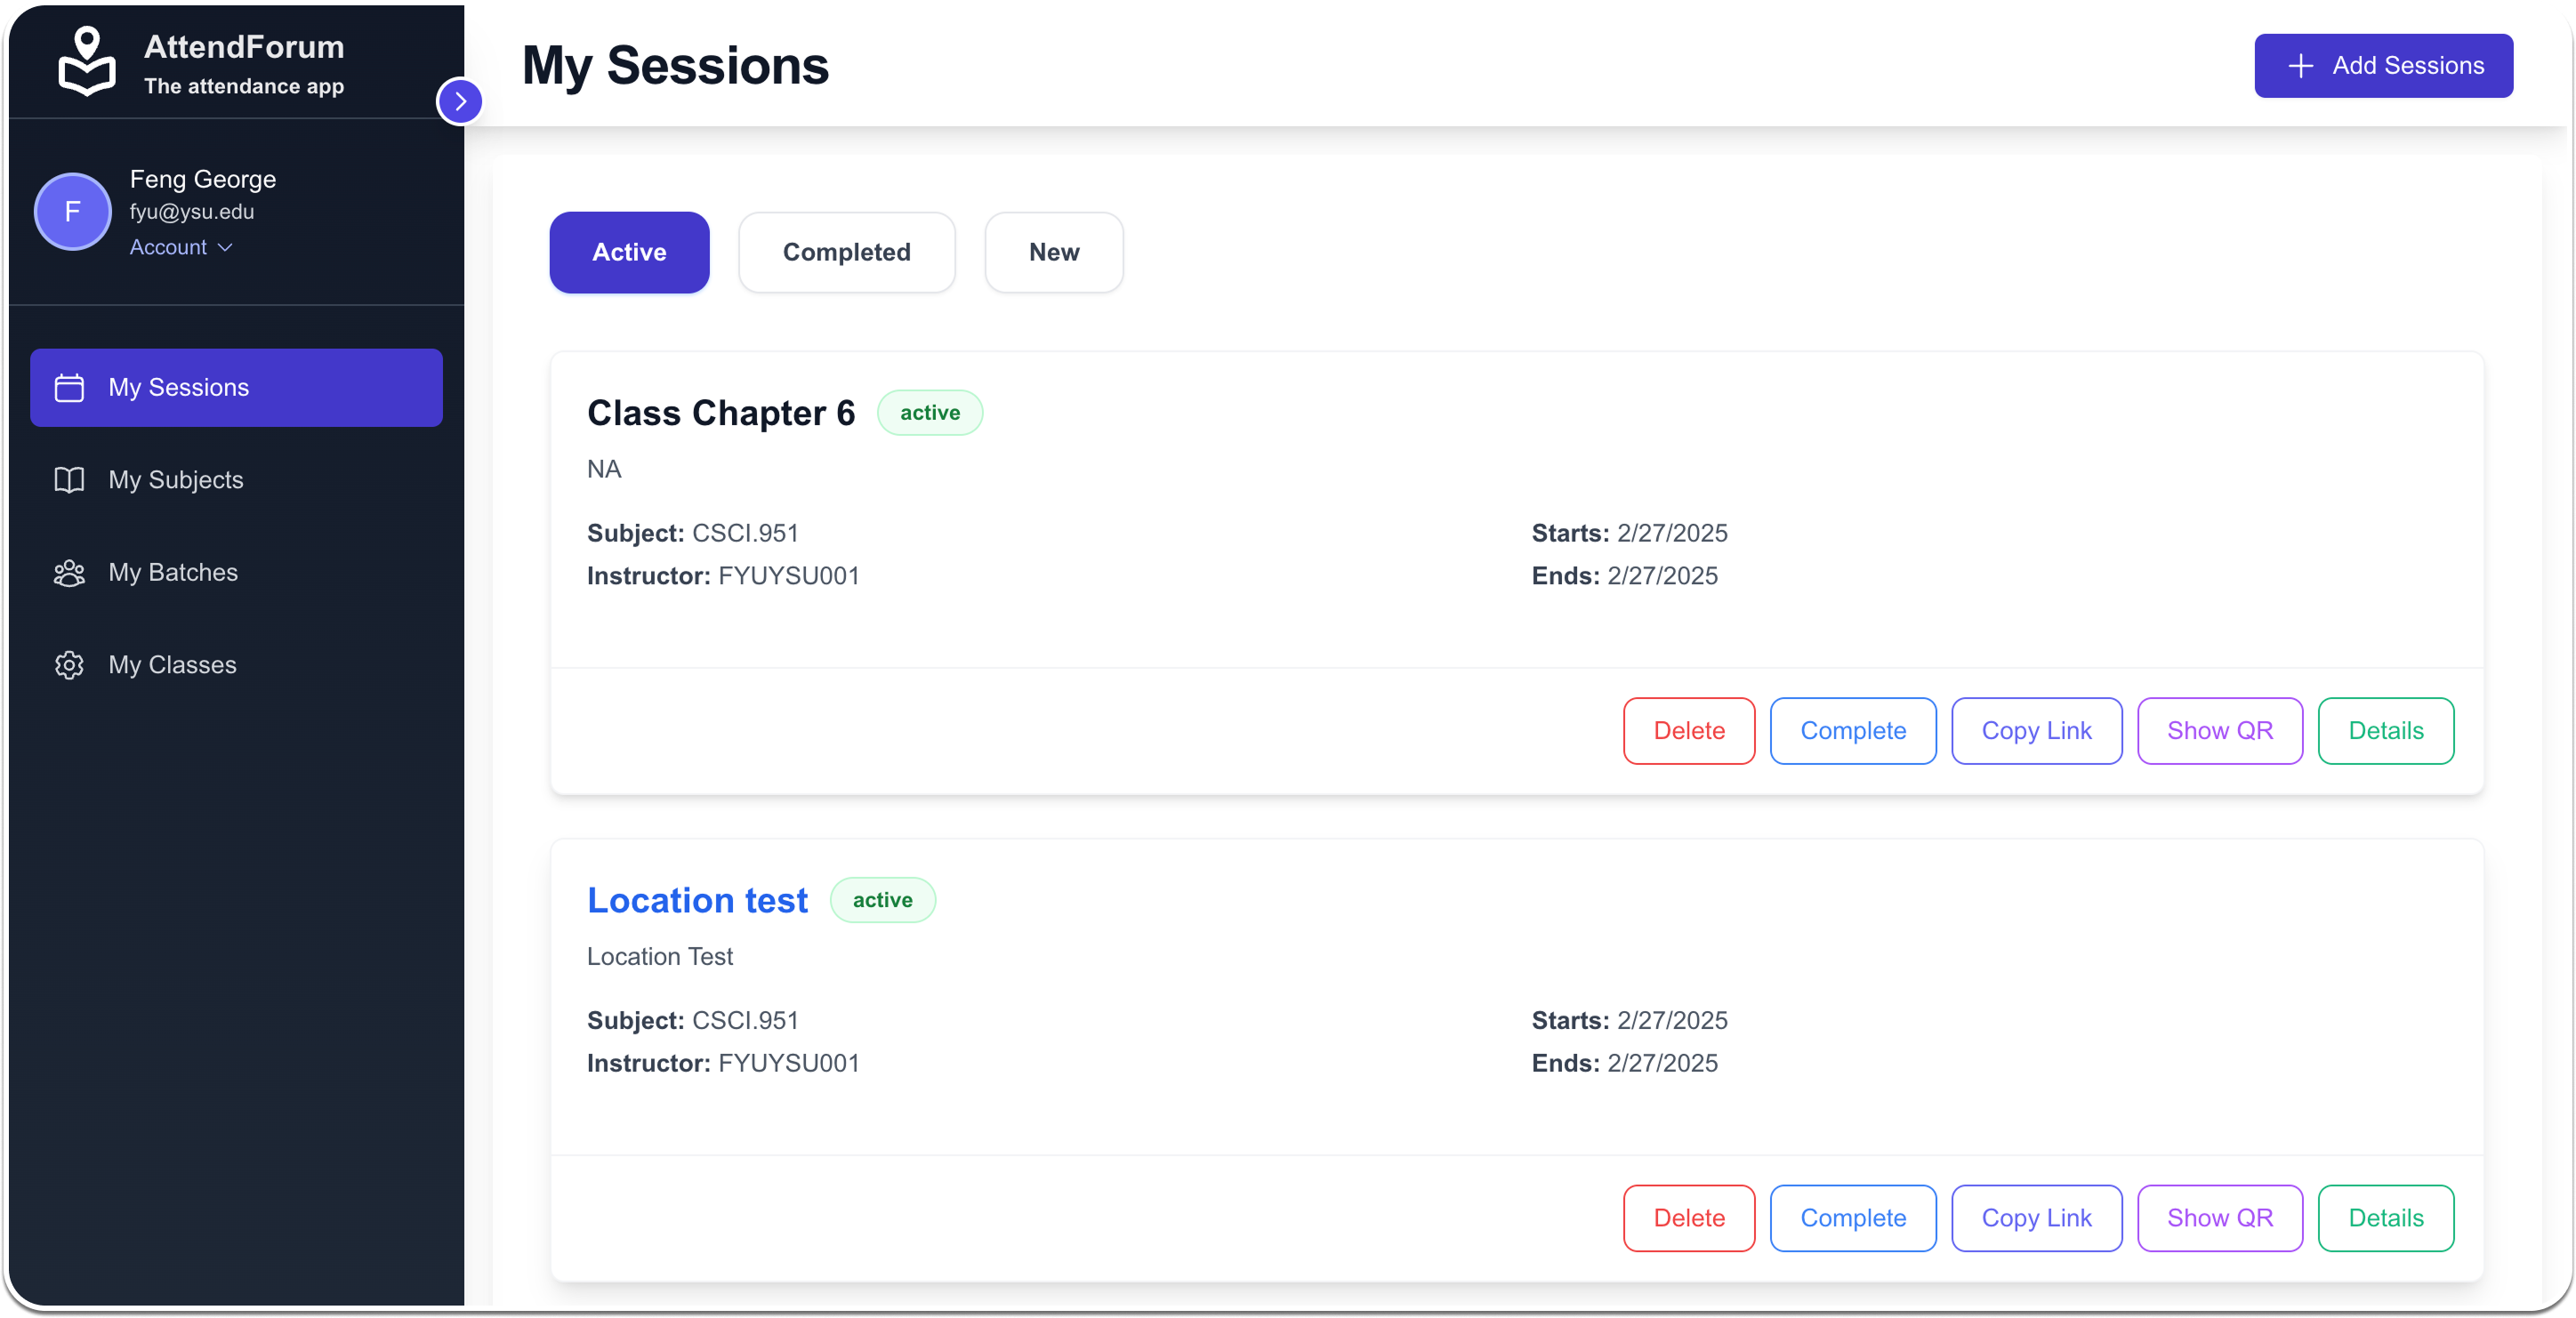 AttendForum
The attendance app
F
Feng George
fyu@ysu.edu
Account
My Sessions
My Subjects
My Batches
My Classes
My Sessions
Add Sessions
Active
Completed
New
Class Chapter 6
active
NA
Subject: CSCI.951
Starts: 2/27/2025
Instructor: FYUYSU001
Ends: 2/27/2025
Delete
Complete
Copy Link
Show QR
Details
Location test
active
Location Test
Subject: CSCI.951
Starts: 2/27/2025
Instructor: FYUYSU001
Ends: 2/27/2025
Delete
Complete
Copy Link
Show QR
Details